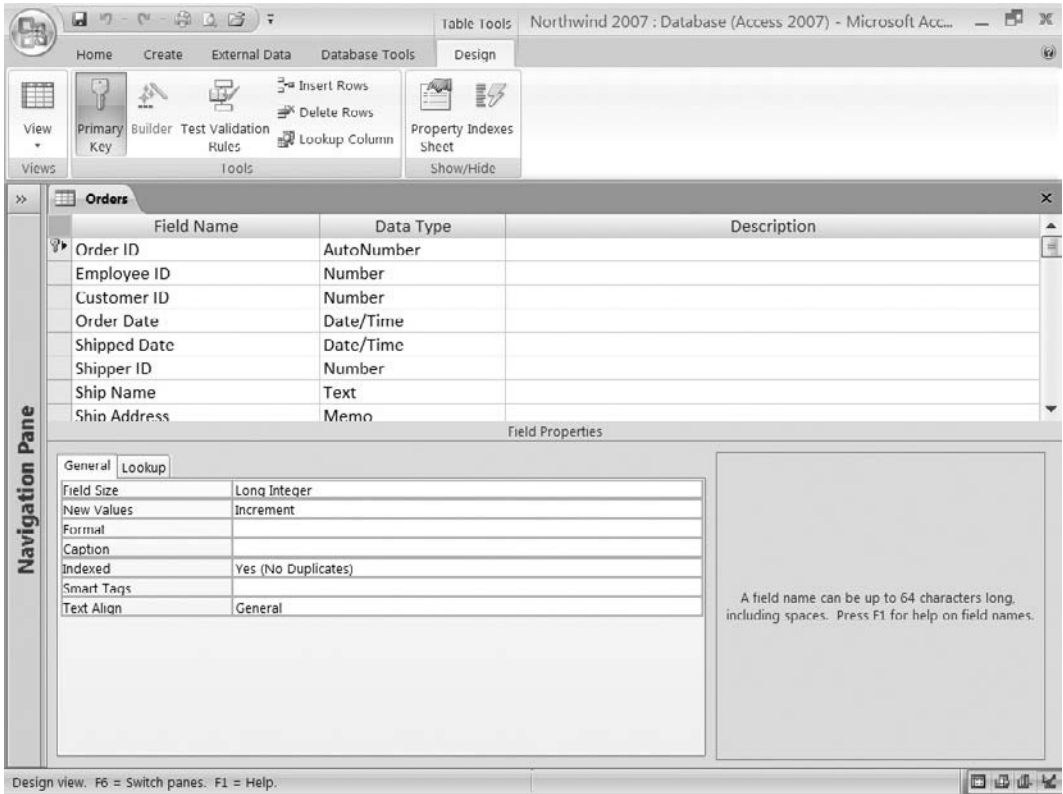 Table Tools Northwind 2007 : Database (Access 2007) - Microsoft Acc...
Home Create External Data Database Tools Design
View
Views
Primary Key
Builder
Test Validation Rules
Insert Rows
Delete Rows
Lookup Column
Tools
Property Sheet
Indexes
Show/Hide
»
Navigation Pane
Orders
Field Name Data Type Description
Order ID AutoNumber
Employee ID Number
Customer ID Number
Order Date Date/Time
Shipped Date Date/Time
Shipper ID Number
Ship Name Text
Ship Address Memo
Field Properties
General Lookup
Field Size Long Integer
New Values Increment
Format
Caption
Indexed Yes (No Duplicates)
Smart Tags
Text Align General
A field name can be up to 64 characters long,
including spaces. Press F1 for help on field names.
Design view. F6 = Switch panes. F1 = Help.